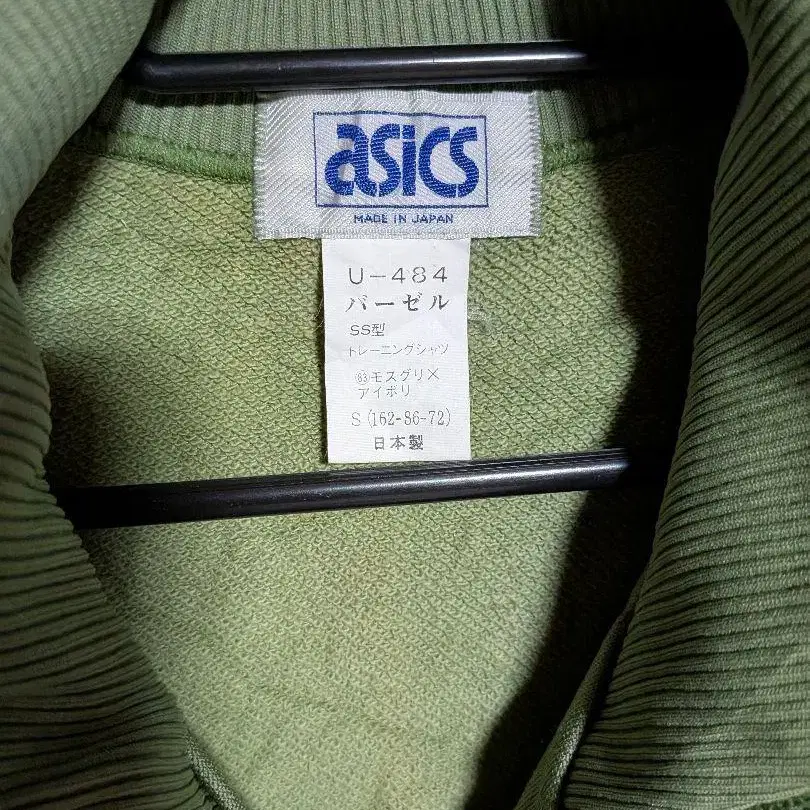 asics
MADE IN JAPAN
U-484
バーゼル
SS型
トレーニングシャツ
㊸モスグリ×
アイボリ
S (162-86-72)
日本製